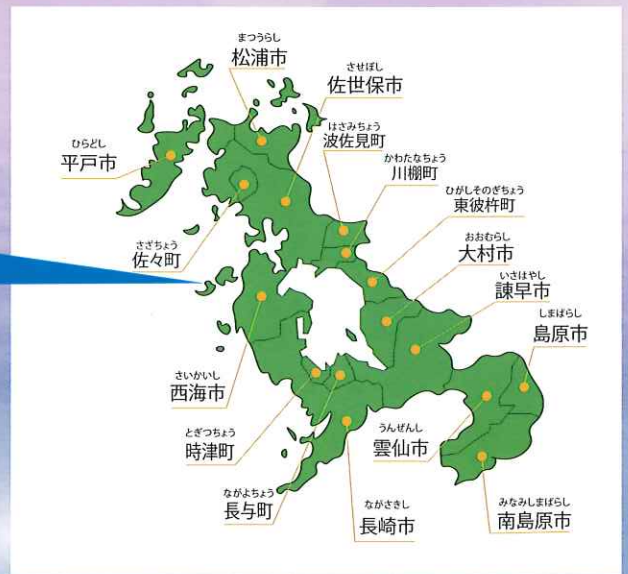 まつうらし
松浦市
させぼし
佐世保市
はさみちょう
波佐見町
ひらどし
平戸市
かわたなちょう
川棚町
ひがしそのぎちょう
東彼杵町
さざちょう
佐々町
おおむらし
大村市
いさはやし
諫早市
しまばらし
島原市
さいかいし
西海市
とぎつちょう
時津町
うんぜんし
雲仙市
ながよちょう
長与町
ながさきし
長崎市
みなみしまばらし
南島原市